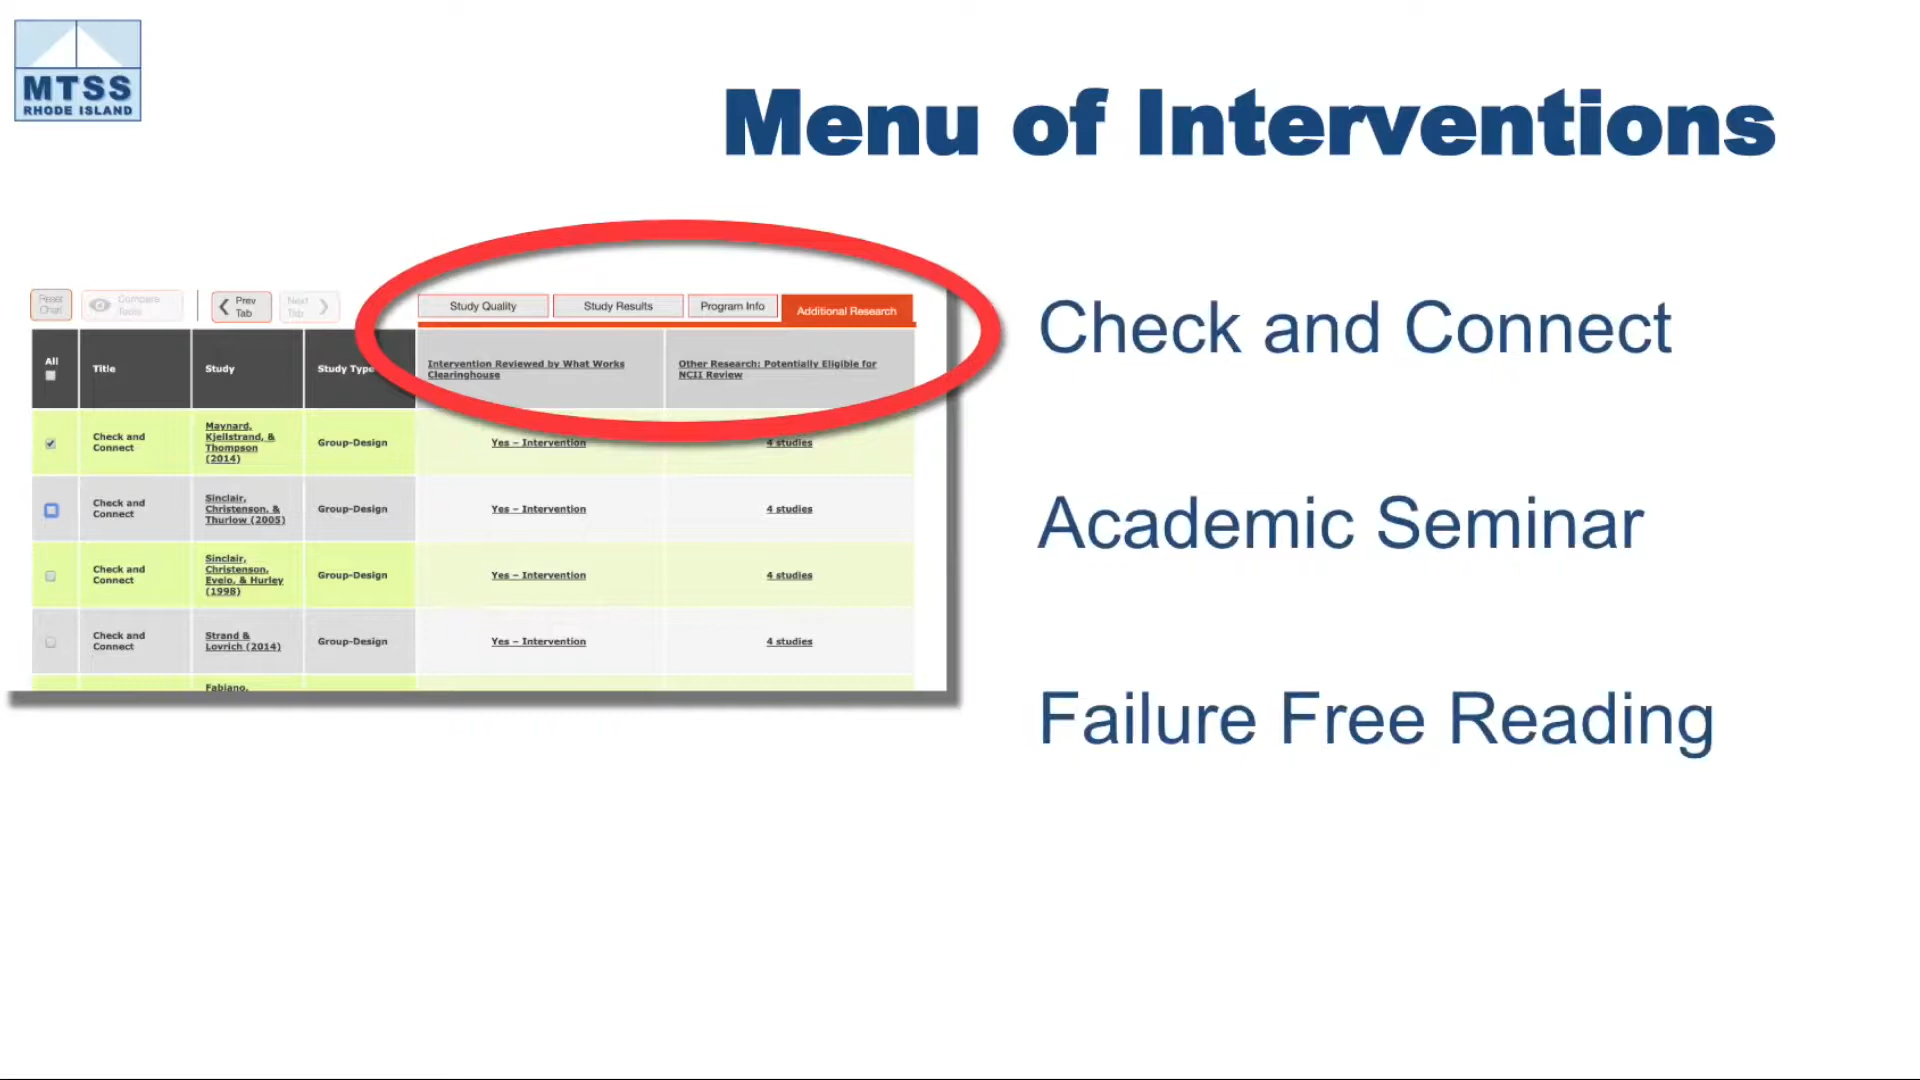 MTSS
RHODE ISLAND
Menu of Interventions
Reset
Chart
Compare
Tools
Prev
Tab
Next
Tab
Study Quality
Study Results
Program Info
Additional Research
All
Title
Study
Study Type
Intervention Reviewed by What Works
Clearinghouse
Other Research: Potentially Eligible for
NCII Review
Check and
Connect
Maynard,
Kjellstrand, &
Thompson
(2014)
Group-Design
Yes – Intervention
4 studies
Check and
Connect
Sinclair,
Christenson, &
Thurlow (2005)
Group-Design
Yes – Intervention
4 studies
Check and
Connect
Sinclair,
Christenson,
Evelo, & Hurley
(1998)
Group-Design
Yes – Intervention
4 studies
Check and
Connect
Strand &
Lovrich (2014)
Group-Design
Yes – Intervention
4 studies
Fabiano,
Check and Connect
Academic Seminar
Failure Free Reading